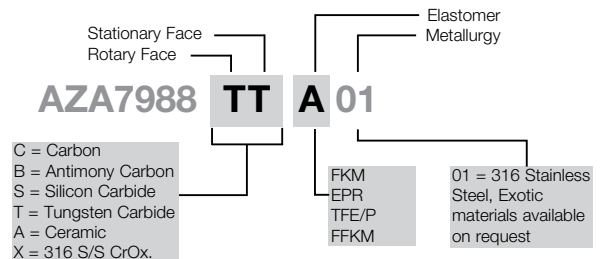 Stationary Face
Rotary Face
Elastomer
Metallurgy
AZA7988 TT A 01
C = Carbon
B = Antimony Carbon
S = Silicon Carbide
T = Tungsten Carbide
A = Ceramic
X = 316 S/S CrOx.
FKM
EPR
TFE/P
FFKM
01 = 316 Stainless
Steel, Exotic
materials available
on request